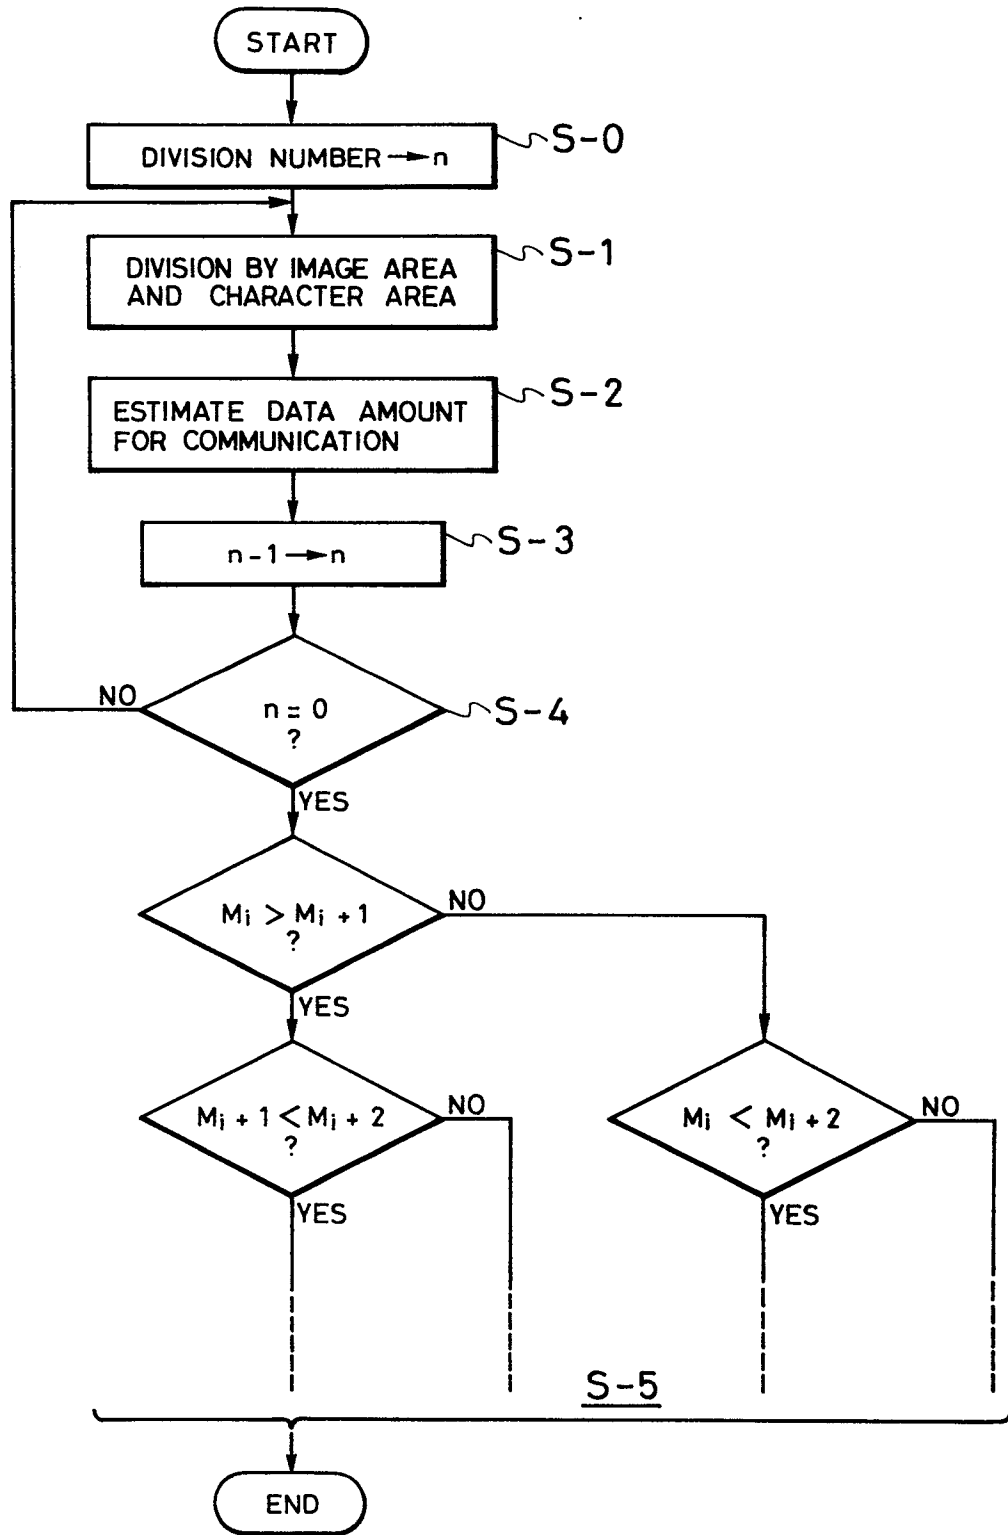 START
DIVISION NUMBER → n
S-0
DIVISION BY IMAGE AREA
AND CHARACTER AREA
S-1
ESTIMATE DATA AMOUNT
FOR COMMUNICATION
S-2
n-1 → n
S-3
n = 0
?
NO
S-4
YES
Mi > Mi + 1
?
NO
YES
Mi + 1 < Mi + 2
?
NO
YES
Mi < Mi + 2
?
NO
YES
S-5
END